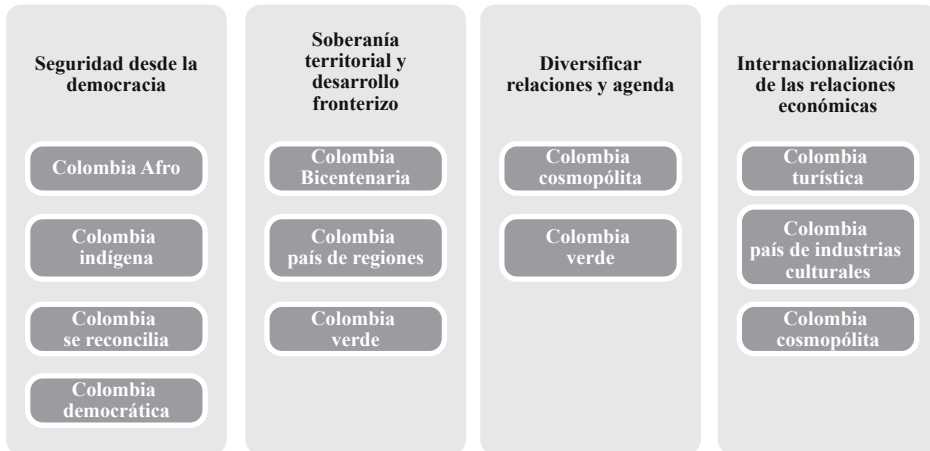 Seguridad desde la
democracia
Colombia Afro
Colombia
indígena
Colombia
se reconcilia
Colombia
democrática
Soberanía
territorial y
desarrollo
fronterizo
Colombia
Bicentenaria
Colombia
país de regiones
Colombia
verde
Diversificar
relaciones y agenda
Colombia
cosmopólita
Colombia
verde
Internacionalización
de las relaciones
económicas
Colombia
turística
Colombia
país de industrias
culturales
Colombia
cosmopólita